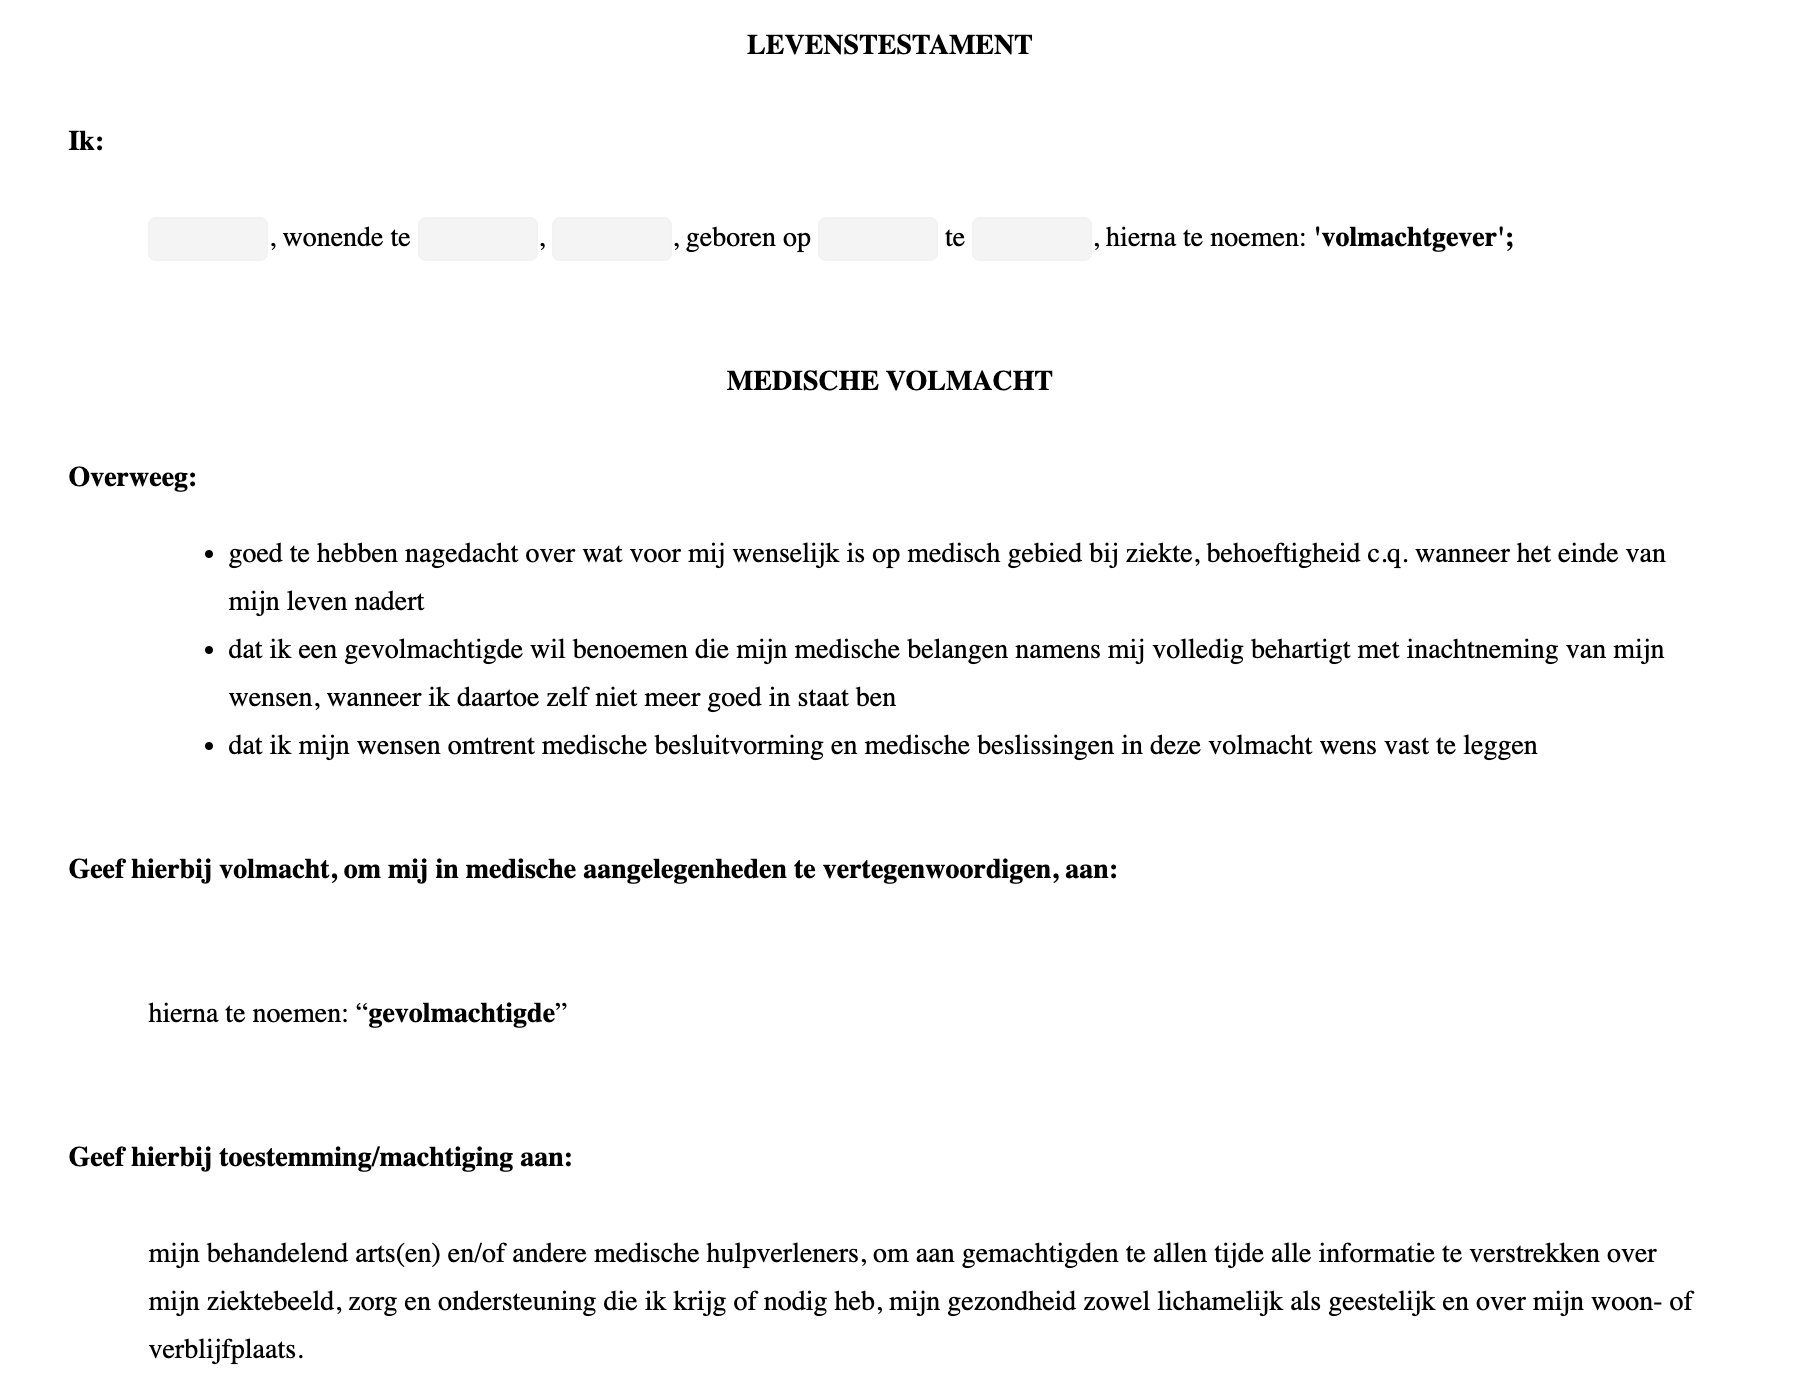 LEVENSTESTAMENT
Ik:
, wonende te , , geboren op te , hierna te noemen: 'volmachtgever';
MEDISCHE VOLMACHT
Overweeg:
• goed te hebben nagedacht over wat voor mij wenselijk is op medisch gebied bij ziekte, behoeftigheid c.q. wanneer het einde van
mijn leven nadert
• dat ik een gevolmachtigde wil benoemen die mijn medische belangen namens mij volledig behartigt met inachtneming van mijn
wensen, wanneer ik daartoe zelf niet meer goed in staat ben
• dat ik mijn wensen omtrent medische besluitvorming en medische beslissingen in deze volmacht wens vast te leggen
Geef hierbij volmacht, om mij in medische aangelegenheden te vertegenwoordigen, aan:
hierna te noemen: “gevolmachtigde”
Geef hierbij toestemming/machtiging aan:
mijn behandelend arts(en) en/of andere medische hulpverleners, om aan gemachtigden te allen tijde alle informatie te verstrekken over
mijn ziektebeeld, zorg en ondersteuning die ik krijg of nodig heb, mijn gezondheid zowel lichamelijk als geestelijk en over mijn woon- of
verblijfplaats.